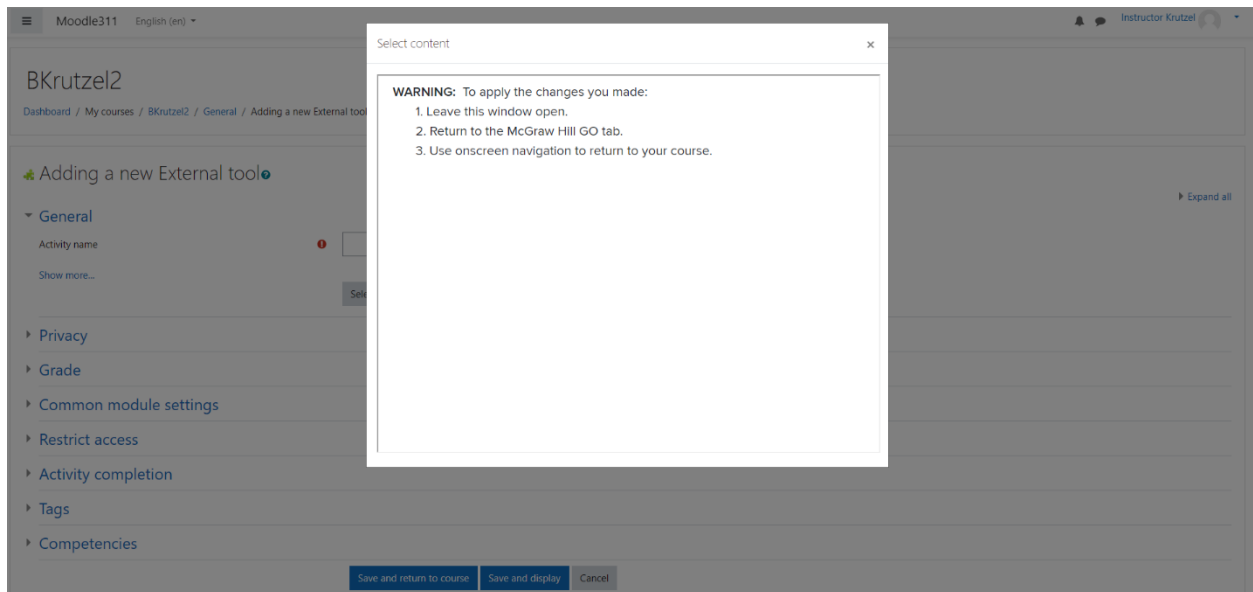 Moodle311 English (en)
Instructor Krutzel
Select content
×
BKrutzel2
Dashboard / My courses / BKrutzel2 / General / Adding a new External tool
WARNING: To apply the changes you made:
1. Leave this window open.
2. Return to the McGraw Hill GO tab.
3. Use onscreen navigation to return to your course.
Adding a new External tool
Expand all
General
Activity name
Show more...
Privacy
Grade
Common module settings
Restrict access
Activity completion
Tags
Competencies
Save and return to course Save and display Cancel